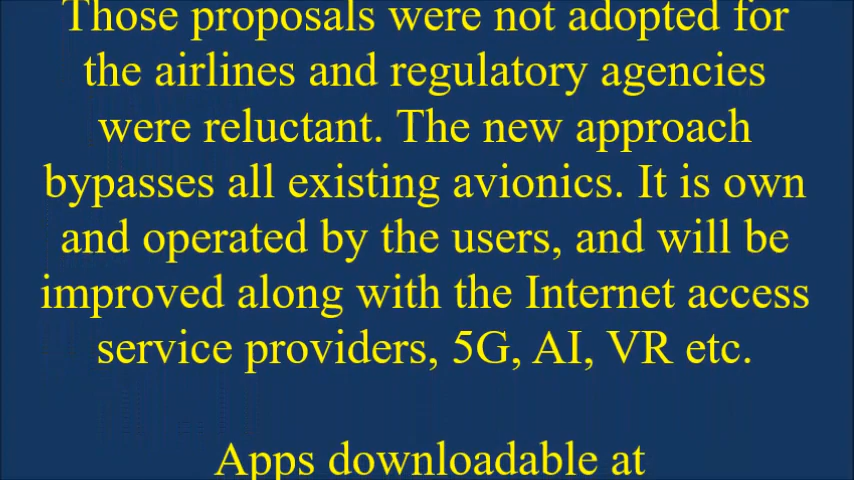 Those proposals were not adopted for
the airlines and regulatory agencies
were reluctant. The new approach
bypasses all existing avionics. It is own
and operated by the users, and will be
improved along with the Internet access
service providers, 5G, AI, VR etc.
Apps downloadable at